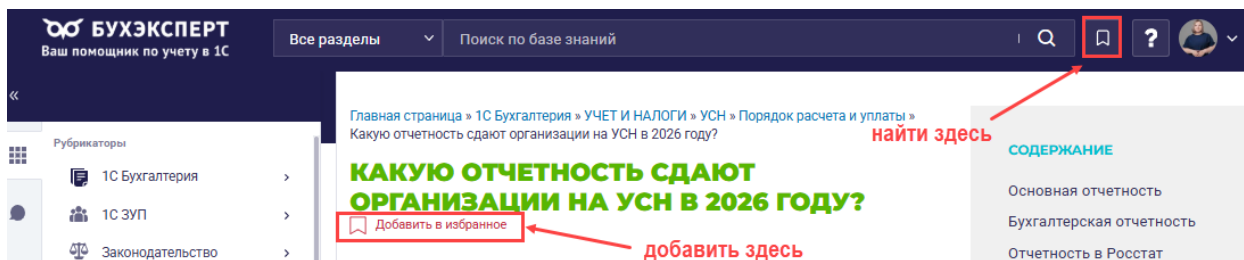 БУХЭКСПЕРТ
Ваш помощник по учету в 1С
Все разделы
Поиск по базе знаний
?
«
Главная страница » 1С Бухгалтерия » УЧЕТ И НАЛОГИ » УСН » Порядок расчета и уплаты »
Какую отчетность сдают организации на УСН в 2026 году?
найти здесь
Рубрикаторы
1С Бухгалтерия
1С ЗУП
Законодательство
КАКУЮ ОТЧЕТНОСТЬ СДАЮТ
ОРГАНИЗАЦИИ НА УСН В 2026 ГОДУ?
Добавить в избранное
добавить здесь
СОДЕРЖАНИЕ
Основная отчетность
Бухгалтерская отчетность
Отчетность в Росстат